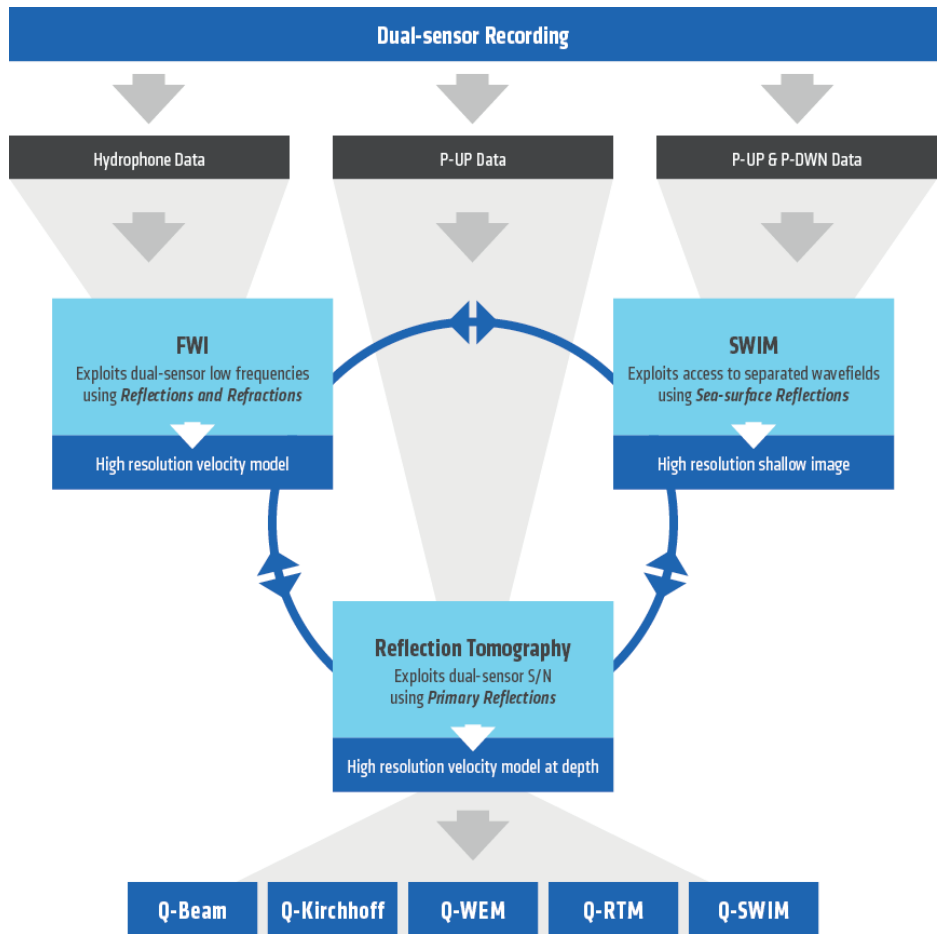 Dual-sensor Recording
Hydrophone Data
P-UP Data
P-UP & P-DWN Data
FWI
Exploits dual-sensor low frequencies
using Reflections and Refractions
High resolution velocity model
SWIM
Exploits access to separated wavefields
using Sea-surface Reflections
High resolution shallow image
Reflection Tomography
Exploits dual-sensor S/N
using Primary Reflections
High resolution velocity model at depth
Q-Beam
Q-Kirchhoff
Q-WEM
Q-RTM
Q-SWIM